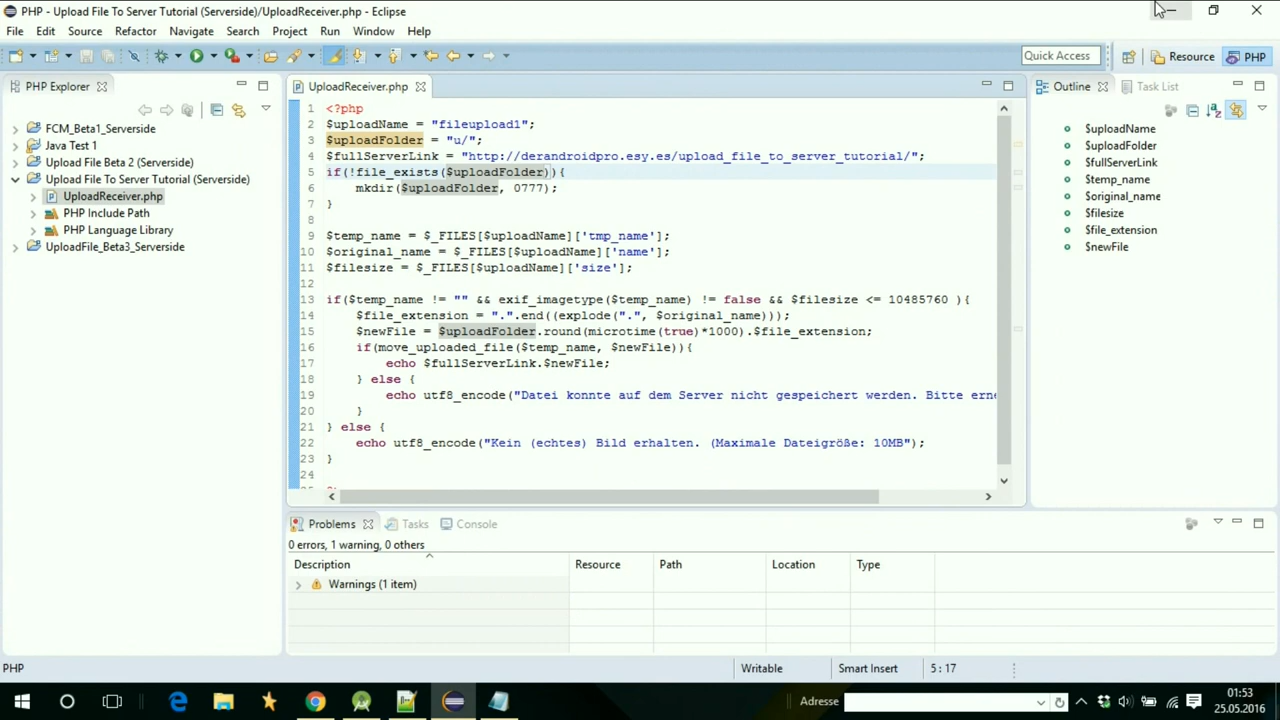 PHP - Upload File To Server Tutorial (Serverside)/UploadReceiver.php - Eclipse
File Edit Source Refactor Navigate Search Project Run Window Help
Quick Access
Resource
PHP
PHP Explorer
FCM_Beta1_Serverside
Java Test 1
Upload File Beta 2 (Serverside)
Upload File To Server Tutorial (Serverside)
UploadReceiver.php
PHP Include Path
PHP Language Library
UploadFile_Beta3_Serverside
UploadReceiver.php
1 <?php
2 $uploadName = "fileupload1";
3 $uploadFolder = "u/";
4 $fullServerLink = "http://derandroidpro.esy.es/upload_file_to_server_tutorial/";
5 if(!file_exists($uploadFolder)){
6 mkdir($uploadFolder, 0777);
7 }
8
9 $temp_name = $_FILES[$uploadName]['tmp_name'];
10 $original_name = $_FILES[$uploadName]['name'];
11 $filesize = $_FILES[$uploadName]['size'];
12
13 if($temp_name != "" && exif_imagetype($temp_name) != false && $filesize <= 10485760 ){
14 $file_extension = ".".end((explode(".", $original_name)));
15 $newFile = $uploadFolder.round(microtime(true)*1000).$file_extension;
16 if(move_uploaded_file($temp_name, $newFile)){
17 echo $fullServerLink.$newFile;
18 } else {
19 echo utf8_encode("Datei konnte auf dem Server nicht gespeichert werden. Bitte erne
20 }
21 } else {
22 echo utf8_encode("Kein (echtes) Bild erhalten. (Maximale Dateigröße: 10MB");
23 }
24
Outline
Task List
$uploadName
$uploadFolder
$fullServerLink
$temp_name
$original_name
$filesize
$file_extension
$newFile
Problems Tasks Console
0 errors, 1 warning, 0 others
Description Resource Path Location Type
Warnings (1 item)
PHP Writable Smart Insert 5 : 17
Adresse
01:53
25.05.2016